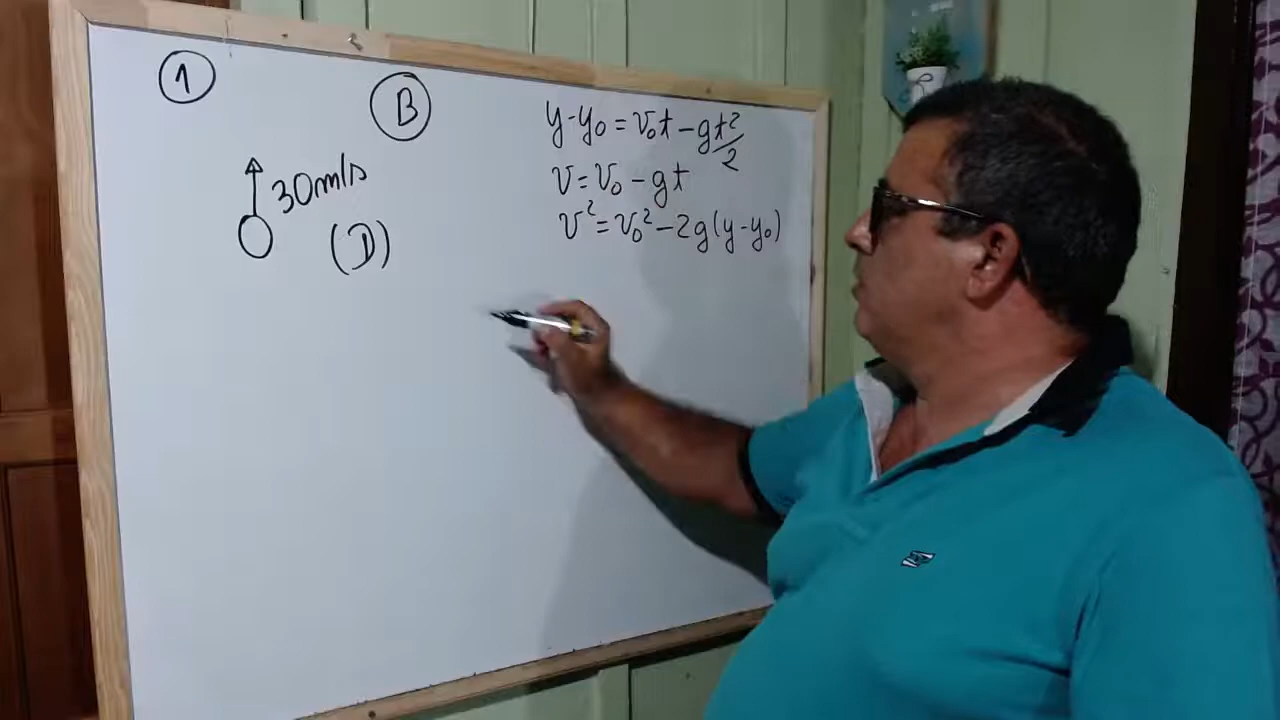 1
B
30m/s
(D)
y-y₀ = v₀t - gt²/2
v = v₀ - gt
v² = v₀² - 2g(y-y₀)